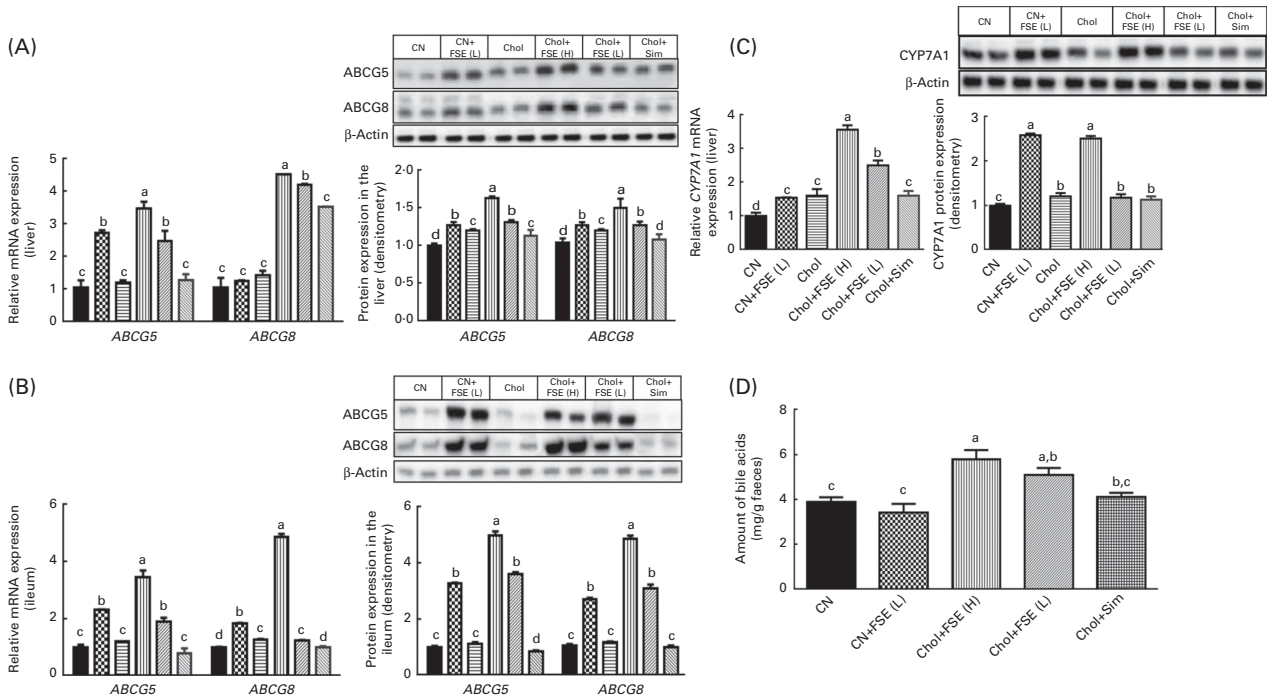 (A)
CN
CN+
FSE (L)
Chol
Chol+
FSE (H)
Chol+
FSE (L)
Chol+
Sim
ABCG5
ABCG8
β-Actin
Relative mRNA expression
(liver)
5
4
3
2
1
0
c
b
c
a
b
c
c
c
c
a
b
c
ABCG5
ABCG8
Protein expression in the
liver (densitometry)
2·0
1·5
1·0
0·5
0·0
d
b
c
a
b
c
d
b
c
a
b
d
ABCG5
ABCG8
(B)
CN
CN+
FSE (L)
Chol
Chol+
FSE (H)
Chol+
FSE (L)
Chol+
Sim
ABCG5
ABCG8
β-Actin
Relative mRNA expression
(ileum)
6
4
2
0
c
b
c
a
b
c
d
b
c
a
c
d
ABCG5
ABCG8
Protein expression in the
ileum (densitometry)
6
4
2
0
c
b
c
a
b
d
c
b
c
a
b
c
ABCG5
ABCG8
(C)
CN
CN+
FSE (L)
Chol
Chol+
FSE (H)
Chol+
FSE (L)
Chol+
Sim
CYP7A1
β-Actin
Relative CYP7A1 mRNA
expression (liver)
4
3
2
1
0
d
c
c
a
b
c
CN
CN+FSE (L)
Chol
Chol+FSE (H)
Chol+FSE (L)
Chol+Sim
CYP7A1 protein expression
(densitometry)
3
2
1
0
c
a
b
a
b
b
CN
CN+FSE (L)
Chol
Chol+FSE (H)
Chol+FSE (L)
Chol+Sim
(D)
Amount of bile acids
(mg/g faeces)
8
6
4
2
0
c
c
a
a,b
b,c
CN
CN+FSE (L)
Chol+FSE (H)
Chol+FSE (L)
Chol+Sim